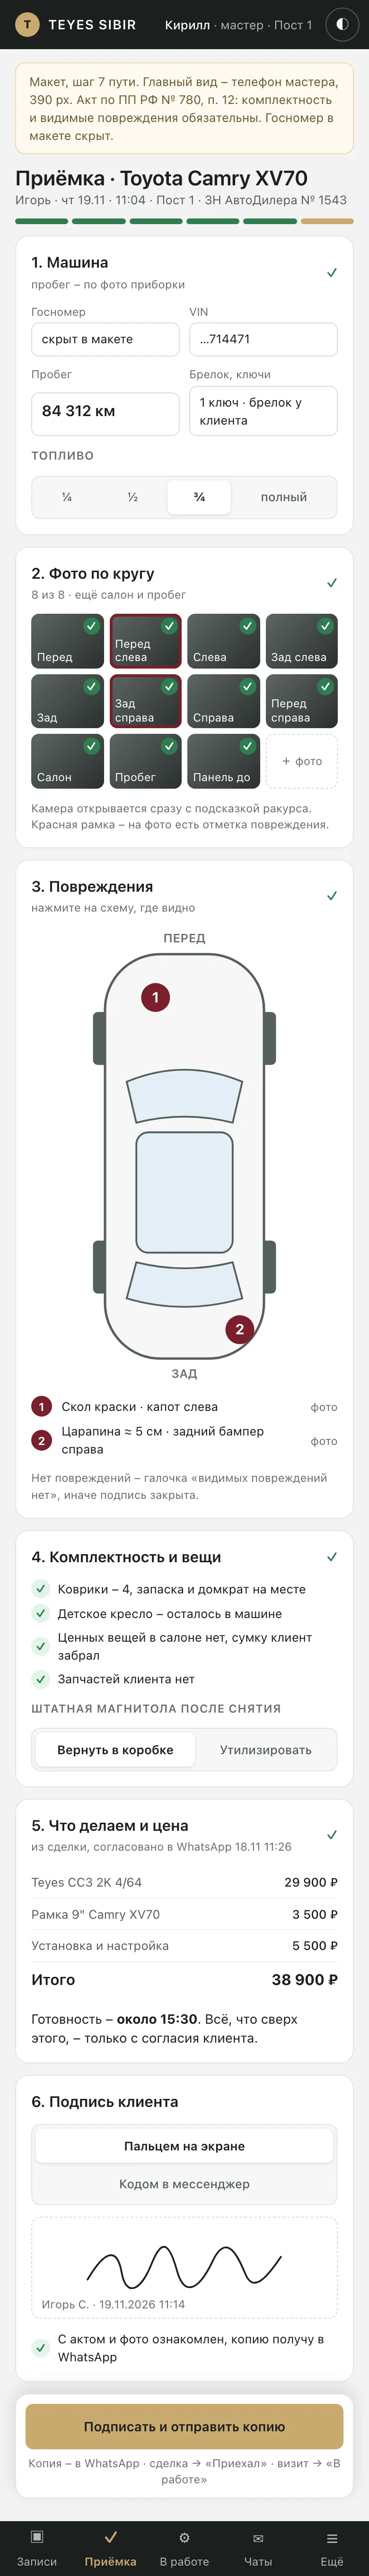 T TEYES SIBIR
Кирилл · мастер · Пост 1
Макет, шаг 7 пути. Главный вид – телефон мастера,
390 px. Акт по ПП РФ № 780, п. 12: комплектность
и видимые повреждения обязательны. Госномер в
макете скрыт.
Приёмка · Toyota Camry XV70
Игорь · чт 19.11 · 11:04 · Пост 1 · ЗН АвтоДилера № 1543
1. Машина
пробег – по фото приборки
Госномер
VIN
скрыт в макете
…714471
Пробег
Брелок, ключи
84 312 км
1 ключ · брелок у
клиента
ТОПЛИВО
¼ ½ ¾ полный
2. Фото по кругу
8 из 8 · ещё салон и пробег
Перед
Перед
слева
Слева
Зад слева
Зад
Зад
справа
Справа
Перед
справа
Салон
Пробег
Панель до
+ фото
Камера открывается сразу с подсказкой ракурса.
Красная рамка – на фото есть отметка повреждения.
3. Повреждения
нажмите на схему, где видно
ПЕРЕД
1
2
ЗАД
1 Скол краски · капот слева фото
2 Царапина ≈ 5 см · задний бампер
справа
фото
Нет повреждений – галочка «видимых повреждений
нет», иначе подпись закрыта.
4. Комплектность и вещи
Коврики – 4, запаска и домкрат на месте
Детское кресло – осталось в машине
Ценных вещей в салоне нет, сумку клиент
забрал
Запчастей клиента нет
ШТАТНАЯ МАГНИТОЛА ПОСЛЕ СНЯТИЯ
Вернуть в коробке
Утилизировать
5. Что делаем и цена
из сделки, согласовано в WhatsApp 18.11 11:26
Teyes CC3 2K 4/64 29 900 ₽
Рамка 9" Camry XV70 3 500 ₽
Установка и настройка 5 500 ₽
Итого 38 900 ₽
Готовность – около 15:30. Всё, что сверх
этого, – только с согласия клиента.
6. Подпись клиента
Пальцем на экране
Кодом в мессенджер
Игорь С. · 19.11.2026 11:14
С актом и фото ознакомлен, копию получу в
WhatsApp
Подписать и отправить копию
Копия – в WhatsApp · сделка → «Приехал» · визит → «В
работе»
Записи
Приёмка
В работе
Чаты
Ещё